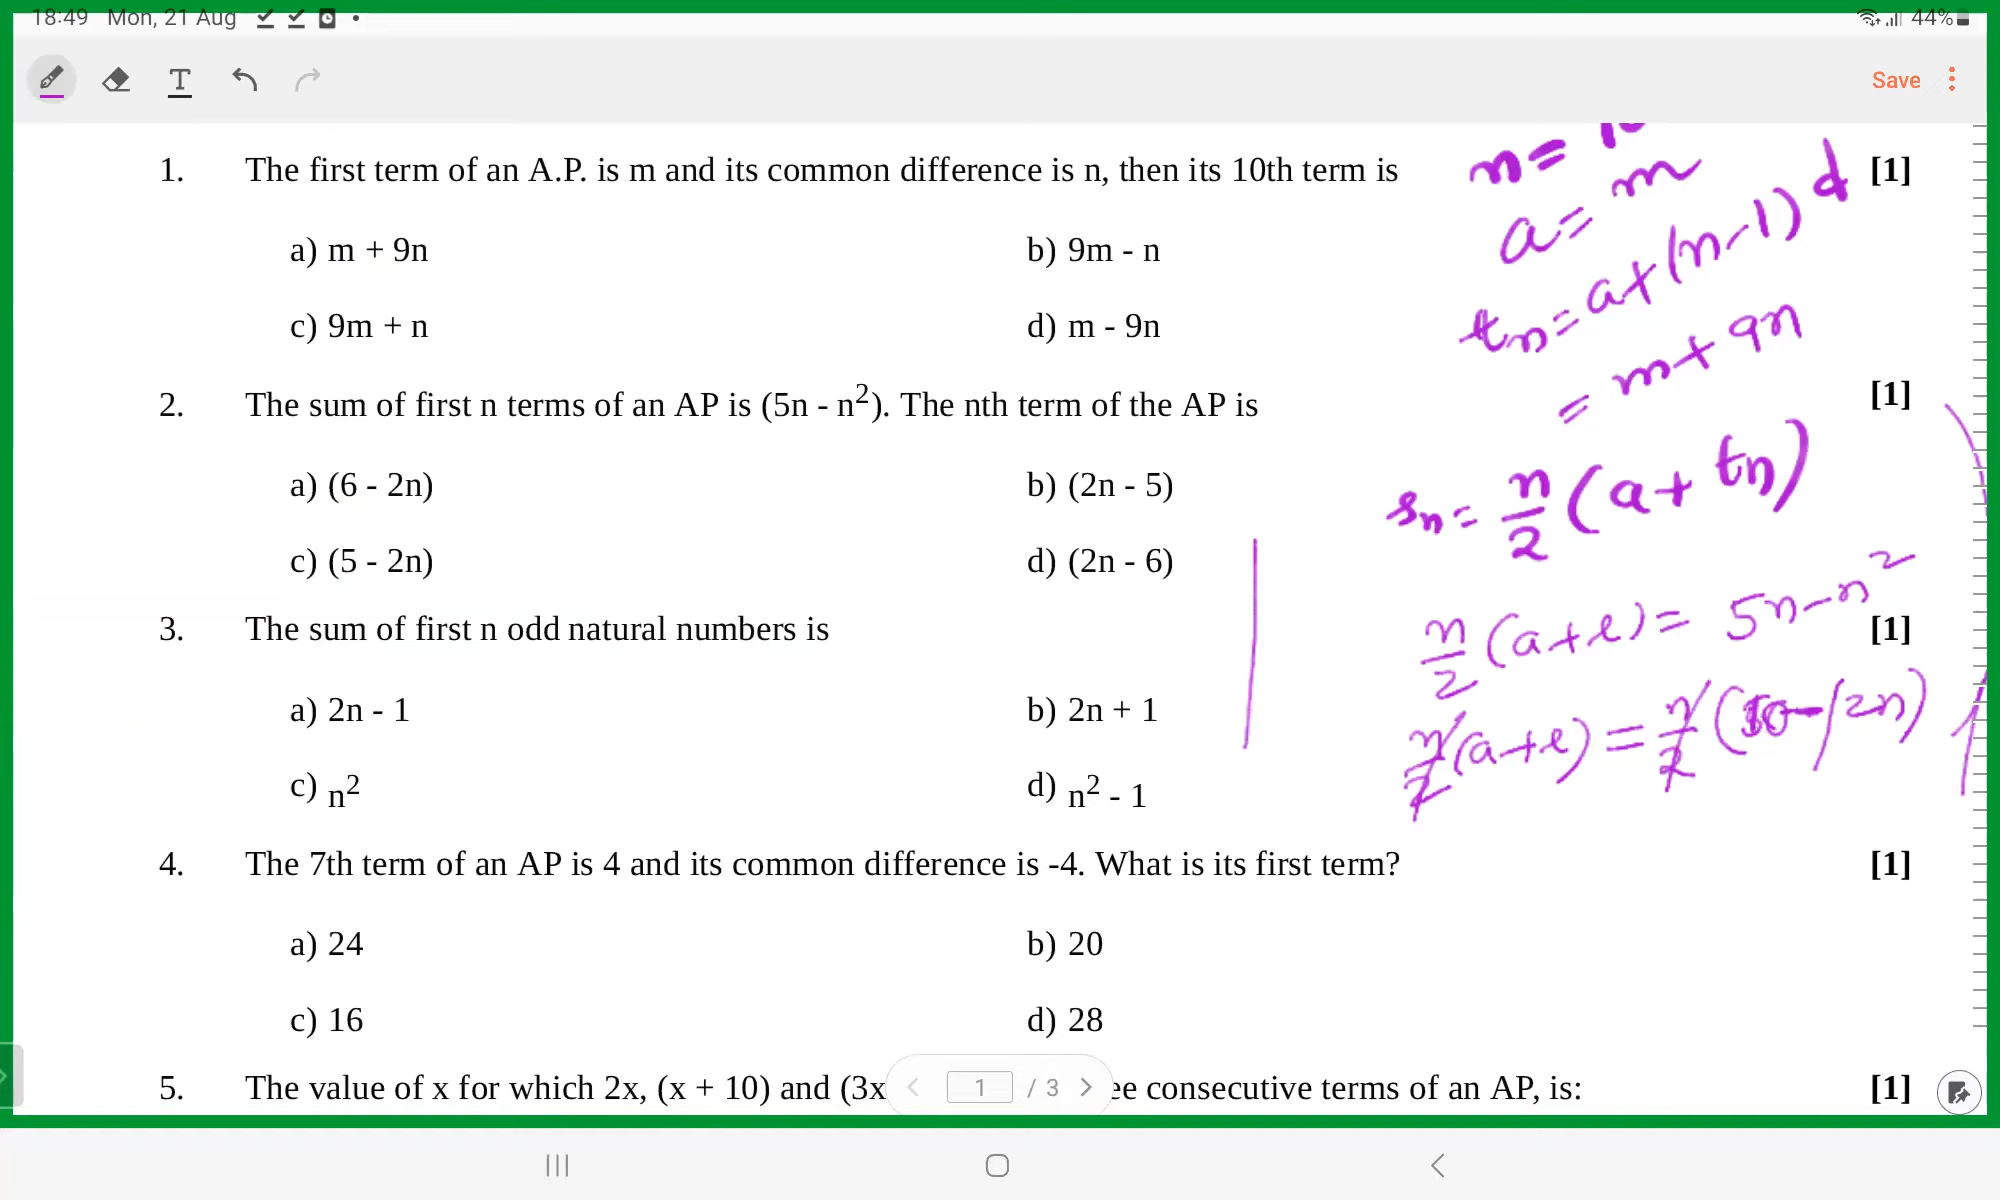 18:49 Mon, 21 Aug
44%
T
Save
1. The first term of an A.P. is m and its common difference is n, then its 10th term is [1]
a) m + 9n b) 9m - n
c) 9m + n d) m - 9n
2. The sum of first n terms of an AP is (5n - n²). The nth term of the AP is [1]
a) (6 - 2n) b) (2n - 5)
c) (5 - 2n) d) (2n - 6)
3. The sum of first n odd natural numbers is [1]
a) 2n - 1 b) 2n + 1
c) n² d) n² - 1
4. The 7th term of an AP is 4 and its common difference is -4. What is its first term? [1]
a) 24 b) 20
c) 16 d) 28
5. The value of x for which 2x, (x + 10) and (3x ee consecutive terms of an AP, is: [1]
1 / 3
n =
a = m
tn = a + (n-1) d
= m + 9n
Sn = n/2 (a + tn)
n/2 (a+l) = 5n - n²
n/2 (a+l) = n/2 (10 - 2n)